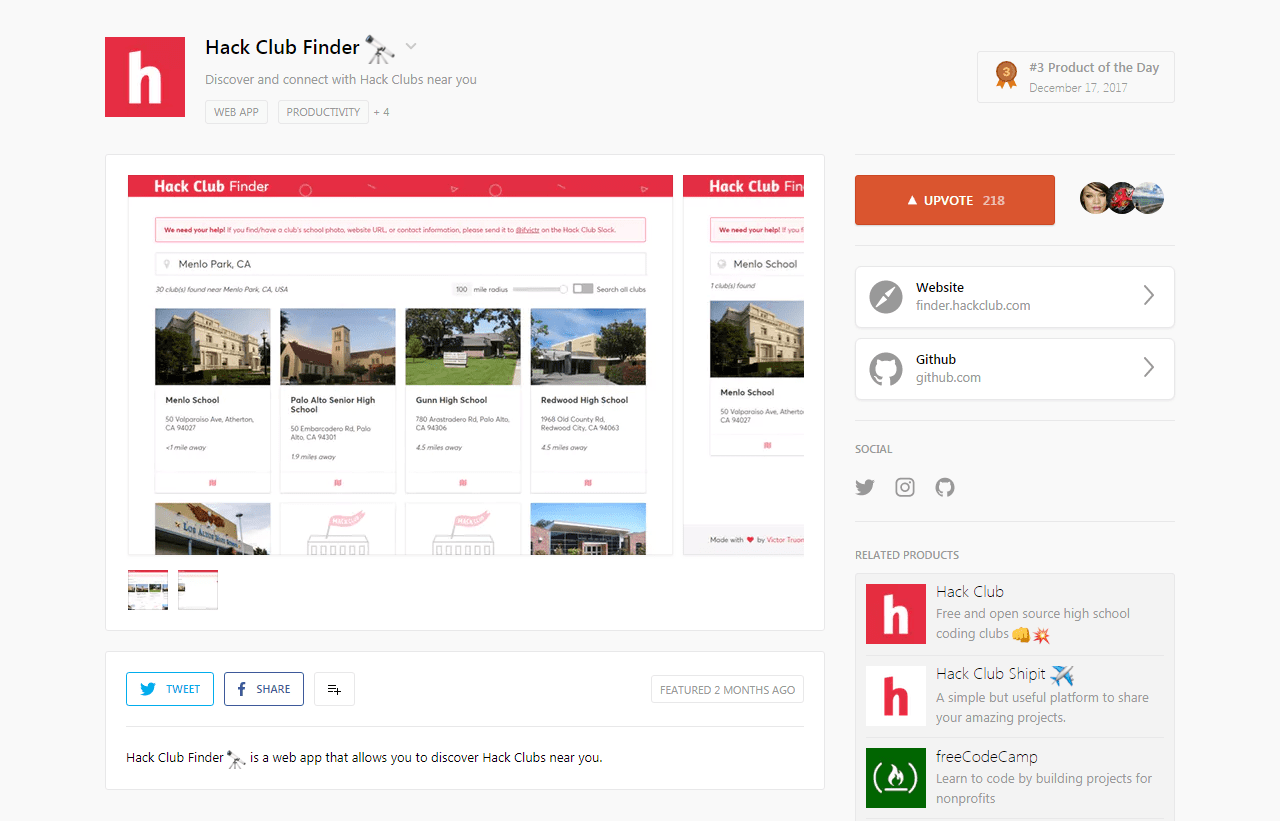 h
Hack Club Finder
Discover and connect with Hack Clubs near you
WEB APP
PRODUCTIVITY
+ 4
3
#3 Product of the Day
December 17, 2017
Hack Club Finder
We need your help! If you find/have a club's school photo, website URL, or contact information, please send it to @ifvictr on the Hack Club Slack.
Menlo Park, CA
30 club(s) found near Menlo Park, CA, USA
100 mile radius
Search all clubs
Menlo School
50 Valparaiso Ave, Atherton,
CA 94027
<1 mile away
Palo Alto Senior High
School
50 Embarcadero Rd, Palo
Alto, CA 94301
1.9 miles away
Gunn High School
780 Arastradero Rd, Palo Alto,
CA 94306
4.5 miles away
Redwood High School
1968 Old County Rd,
Redwood City, CA 94063
4.5 miles away
HACK CLUB
HACK CLUB
Hack Club Fin
We need your help! If you f
Menlo School
1 club(s) found
Menlo School
50 Valparaiso Ave, Atherto
CA 94027
<1 mile away
Made with ❤ by Victor Truon
▲ UPVOTE 218
Website
finder.hackclub.com
Github
github.com
SOCIAL
RELATED PRODUCTS
h
Hack Club
Free and open source high school
coding clubs 👊💥
h
Hack Club Shipit ✈️
A simple but useful platform to share
your amazing projects.
freeCodeCamp
Learn to code by building projects for
nonprofits
TWEET
SHARE
FEATURED 2 MONTHS AGO
Hack Club Finder 🔭 is a web app that allows you to discover Hack Clubs near you.